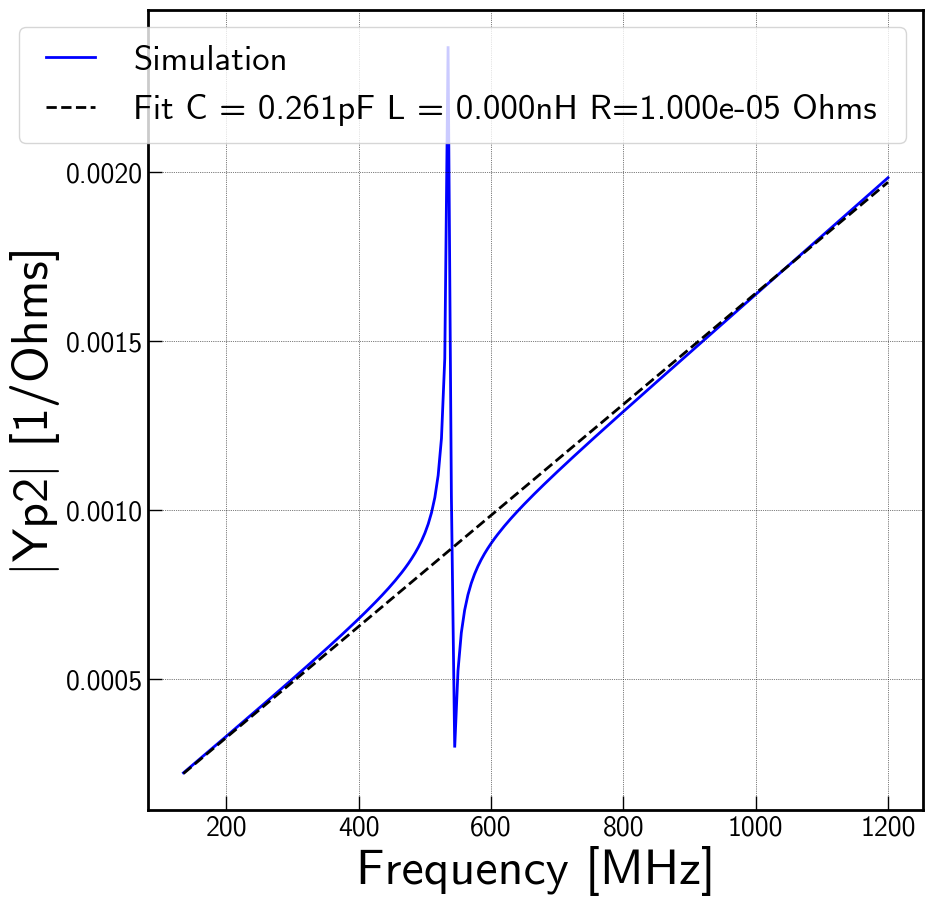 Simulation
Fit C = 0.261pF L = 0.000nH R=1.000e-05 Ohms
0.0020
0.0015
0.0010
0.0005
|Yp2| [1/Ohms]
200 400 600 800 1000 1200
Frequency [MHz]